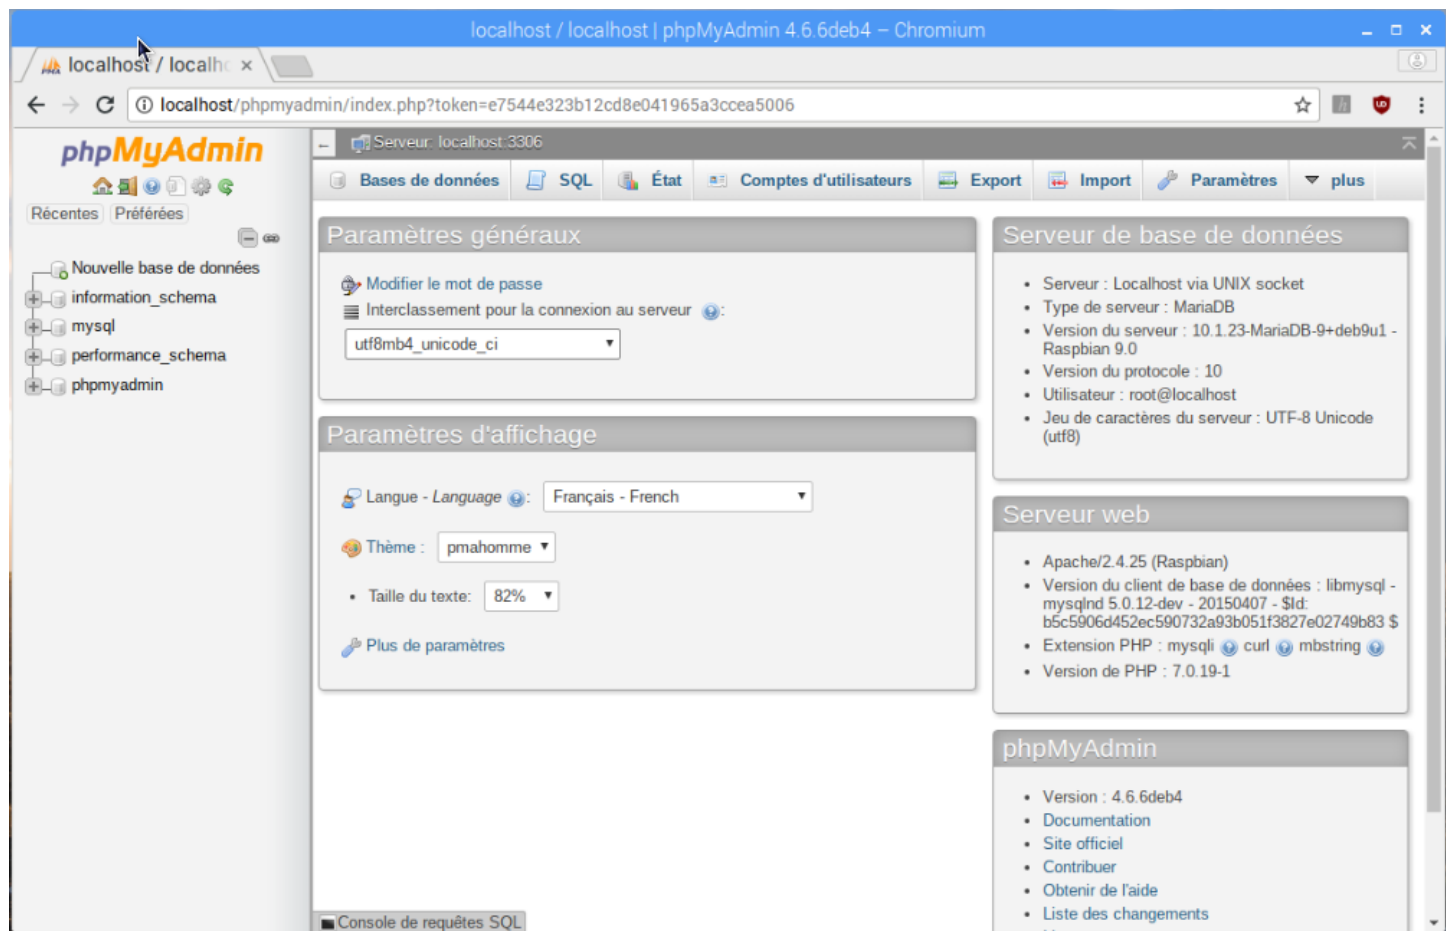 localhost / localhost | phpMyAdmin 4.6.6deb4 – Chromium
localhost / localho
localhost/phpmyadmin/index.php?token=e7544e323b12cd8e041965a3ccea5006
phpMyAdmin
Récentes Préférées
Nouvelle base de données
information_schema
mysql
performance_schema
phpmyadmin
Serveur: localhost:3306
Bases de données SQL État Comptes d'utilisateurs Export Import Paramètres plus
Paramètres généraux
Modifier le mot de passe
Interclassement pour la connexion au serveur :
utf8mb4_unicode_ci
Paramètres d'affichage
Langue - Language : Français - French
Thème : pmahomme
Taille du texte: 82%
Plus de paramètres
Serveur de base de données
Serveur : Localhost via UNIX socket
Type de serveur : MariaDB
Version du serveur : 10.1.23-MariaDB-9+deb9u1 -
Raspbian 9.0
Version du protocole : 10
Utilisateur : root@localhost
Jeu de caractères du serveur : UTF-8 Unicode
(utf8)
Serveur web
Apache/2.4.25 (Raspbian)
Version du client de base de données : libmysql -
mysqlnd 5.0.12-dev - 20150407 - $Id:
b5c5906d452ec590732a93b051f3827e02749b83 $
Extension PHP : mysqli curl mbstring
Version de PHP : 7.0.19-1
phpMyAdmin
Version : 4.6.6deb4
Documentation
Site officiel
Contribuer
Obtenir de l'aide
Liste des changements
Console de requêtes SQL